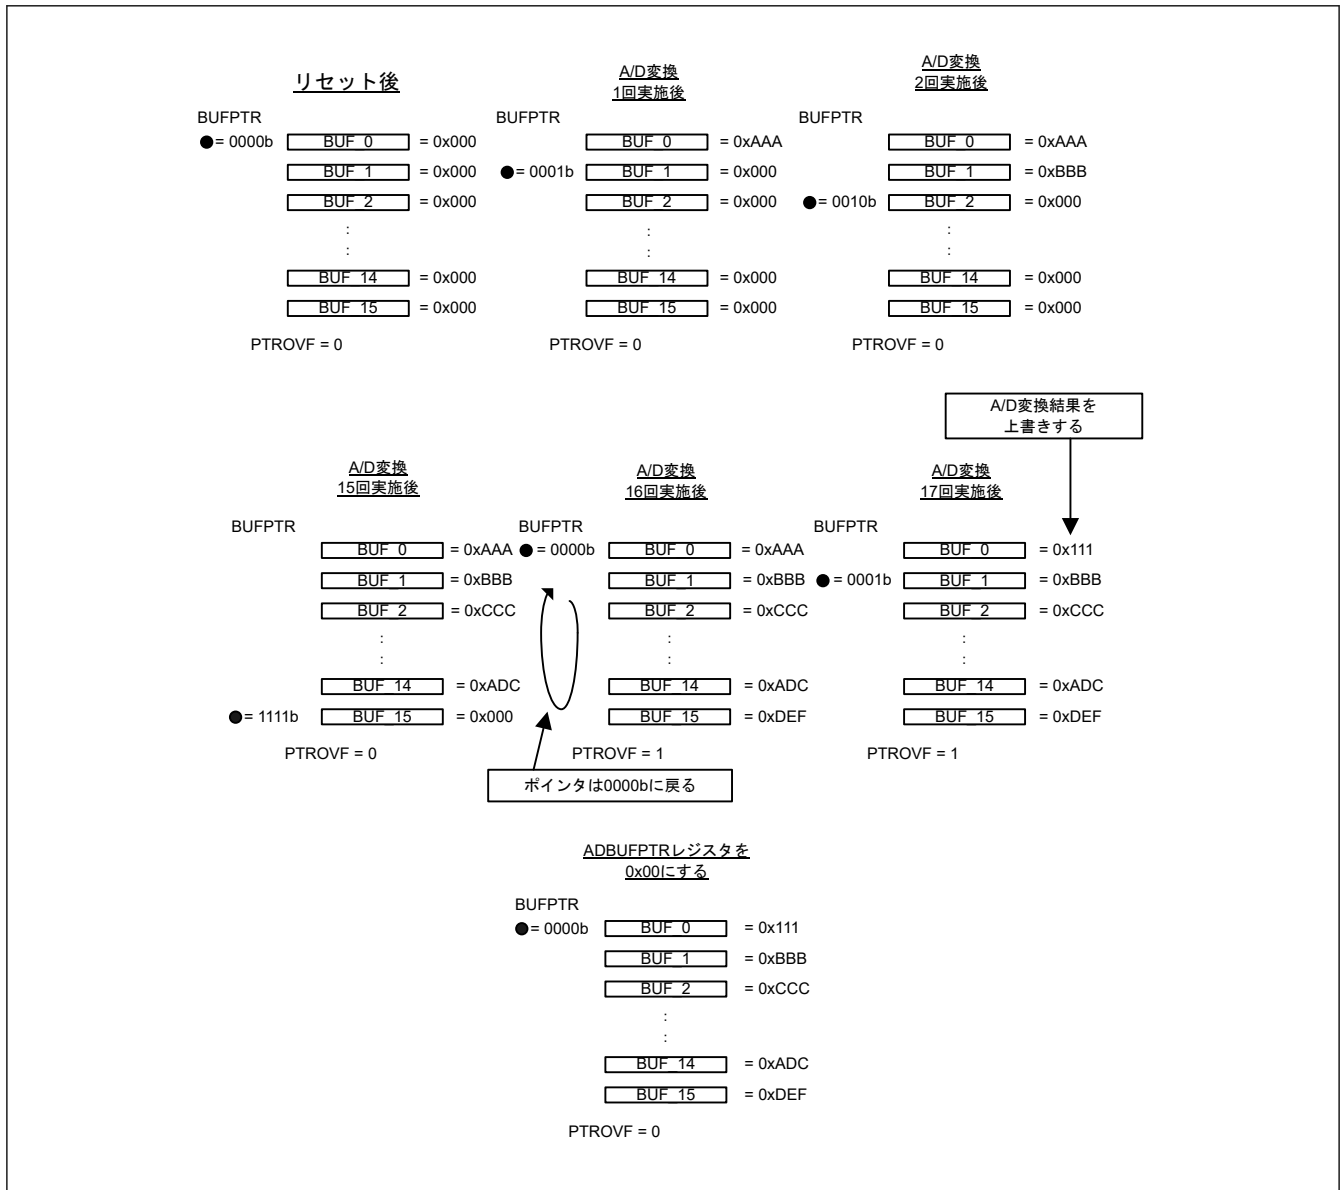 リセット後
BUFPTR
●= 0000b BUF_0 = 0x000
BUF_1 = 0x000
BUF_2 = 0x000
:
:
BUF_14 = 0x000
BUF_15 = 0x000
PTROVF = 0
A/D変換
1回実施後
BUFPTR
BUF_0 = 0xAAA
●= 0001b BUF_1 = 0x000
BUF_2 = 0x000
:
:
BUF_14 = 0x000
BUF_15 = 0x000
PTROVF = 0
A/D変換
2回実施後
BUFPTR
BUF_0 = 0xAAA
BUF_1 = 0xBBB
●= 0010b BUF_2 = 0x000
:
:
BUF_14 = 0x000
BUF_15 = 0x000
PTROVF = 0
A/D変換
15回実施後
BUFPTR
BUF_0 = 0xAAA
BUF_1 = 0xBBB
BUF_2 = 0xCCC
:
:
BUF_14 = 0xADC
●= 1111b BUF_15 = 0x000
PTROVF = 0
A/D変換
16回実施後
BUFPTR
●= 0000b BUF_0 = 0xAAA
BUF_1 = 0xBBB
BUF_2 = 0xCCC
:
:
BUF_14 = 0xADC
BUF_15 = 0xDEF
PTROVF = 1
ポインタは0000bに戻る
A/D変換結果を
上書きする
A/D変換
17回実施後
BUFPTR
BUF_0 = 0x111
●= 0001b BUF_1 = 0xBBB
BUF_2 = 0xCCC
:
:
BUF_14 = 0xADC
BUF_15 = 0xDEF
PTROVF = 1
ADBUFPTRレジスタを
0x00にする
BUFPTR
●= 0000b BUF_0 = 0x111
BUF_1 = 0xBBB
BUF_2 = 0xCCC
:
:
BUF_14 = 0xADC
BUF_15 = 0xDEF
PTROVF = 0